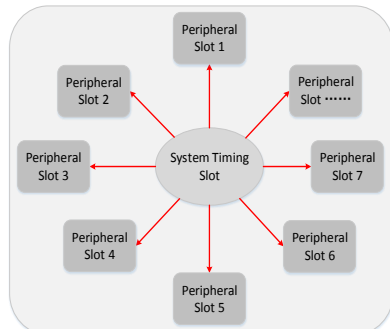 Peripheral
Slot 1
Peripheral
Slot 2
Peripheral
Slot ······
Peripheral
Slot 3
System Timing
Slot
Peripheral
Slot 7
Peripheral
Slot 4
Peripheral
Slot 6
Peripheral
Slot 5